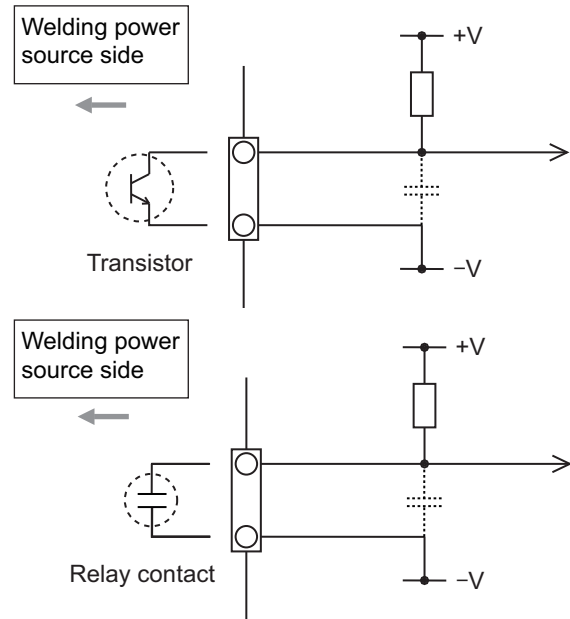 Welding power
source side
+V
Transistor
−V
Welding power
source side
+V
Relay contact
−V